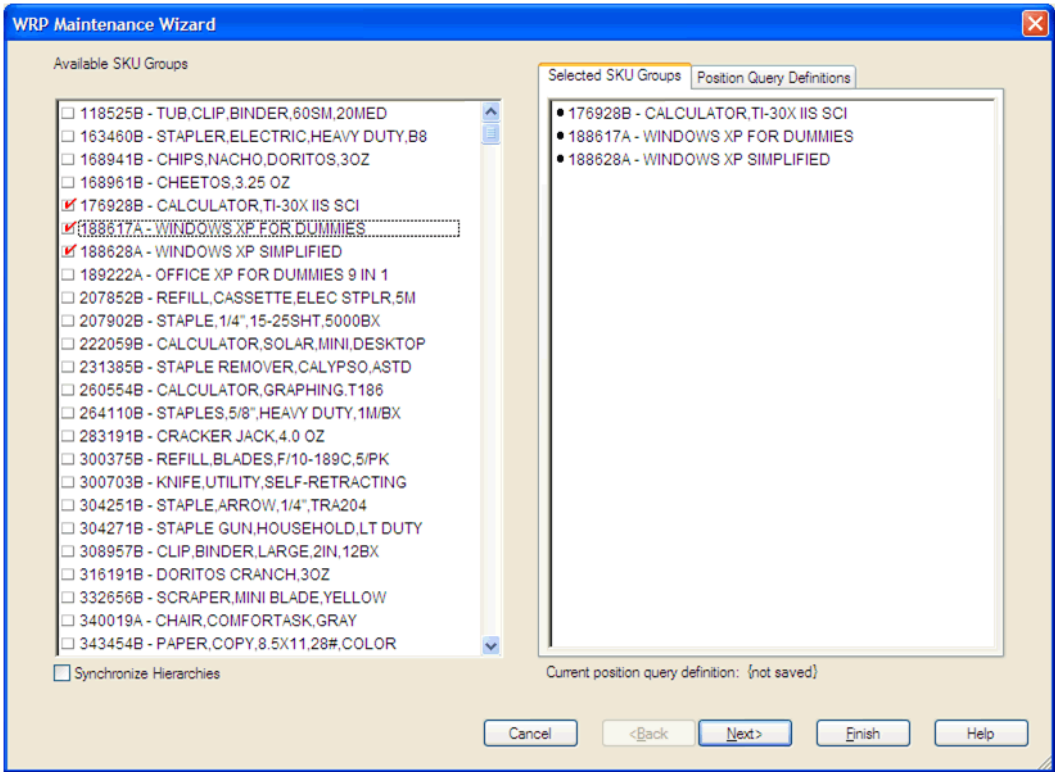 WRP Maintenance Wizard
Available SKU Groups
118525B - TUB,CLIP,BINDER,60SM,20MED
163460B - STAPLER,ELECTRIC,HEAVY DUTY,B8
168941B - CHIPS,NACHO,DORITOS,3OZ
168961B - CHEETOS,3.25 OZ
176928B - CALCULATOR,TI-30X IIS SCI
188617A - WINDOWS XP FOR DUMMIES
188628A - WINDOWS XP SIMPLIFIED
189222A - OFFICE XP FOR DUMMIES 9 IN 1
207852B - REFILL,CASSETTE,ELEC STPLR,5M
207902B - STAPLE,1/4",15-25SHT,5000BX
222059B - CALCULATOR,SOLAR,MINI,DESKTOP
231385B - STAPLE REMOVER,CALYPSO,ASTD
260554B - CALCULATOR,GRAPHING.T186
264110B - STAPLES,5/8",HEAVY DUTY,1M/BX
283191B - CRACKER JACK,4.0 OZ
300375B - REFILL,BLADES,F/10-189C,5/PK
300703B - KNIFE,UTILITY,SELF-RETRACTING
304251B - STAPLE,ARROW,1/4",TRA204
304271B - STAPLE GUN,HOUSEHOLD,LT DUTY
308957B - CLIP,BINDER,LARGE,2IN,12BX
316191B - DORITOS CRANCH,3OZ
332656B - SCRAPER,MINI BLADE,YELLOW
340019A - CHAIR,COMFORTASK,GRAY
343454B - PAPER,COPY,8.5X11,28#,COLOR
Synchronize Hierarchies
Selected SKU Groups Position Query Definitions
176928B - CALCULATOR,TI-30X IIS SCI
188617A - WINDOWS XP FOR DUMMIES
188628A - WINDOWS XP SIMPLIFIED
Current position query definition: {not saved}
Cancel <Back Next> Finish Help